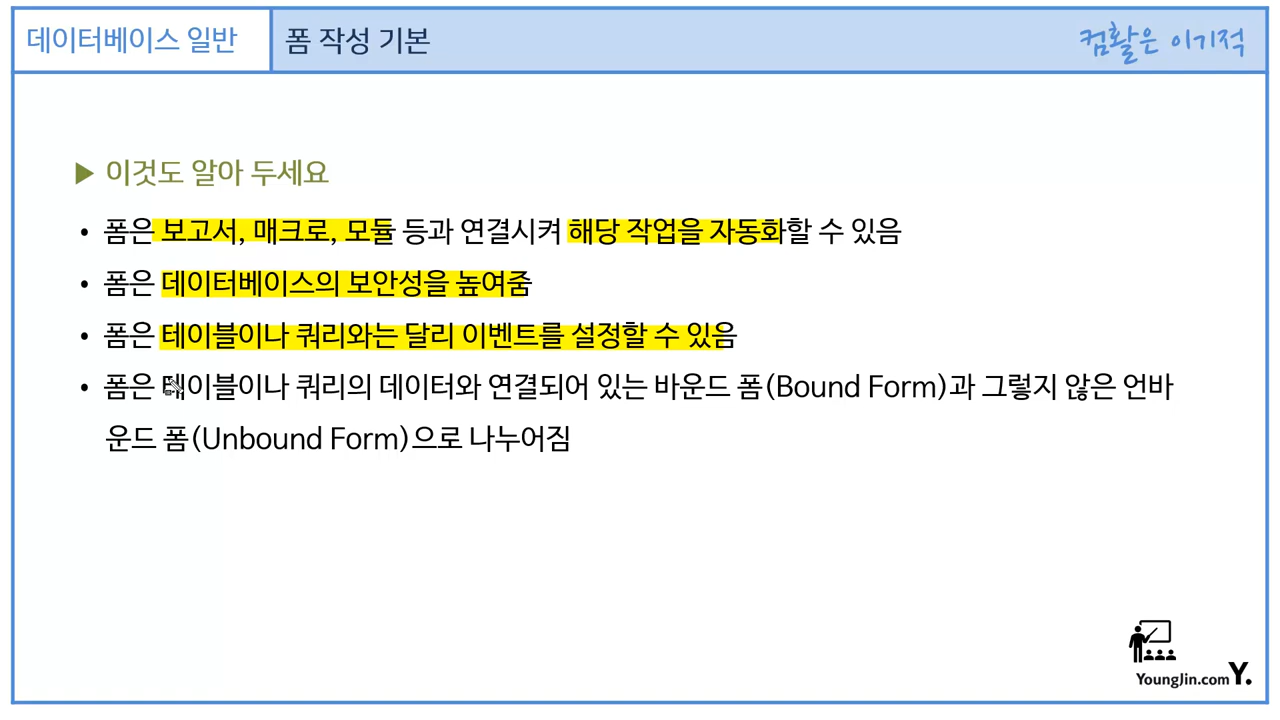 데이터베이스 일반
폼 작성 기본
컴활은 이기적
▶ 이것도 알아 두세요
• 폼은 보고서, 매크로, 모듈 등과 연결시켜 해당 작업을 자동화할 수 있음
• 폼은 데이터베이스의 보안성을 높여줌
• 폼은 테이블이나 쿼리와는 달리 이벤트를 설정할 수 있음
• 폼은 테이블이나 쿼리의 데이터와 연결되어 있는 바운드 폼(Bound Form)과 그렇지 않은 언바
운드 폼(Unbound Form)으로 나누어짐
YoungJin.com Y.